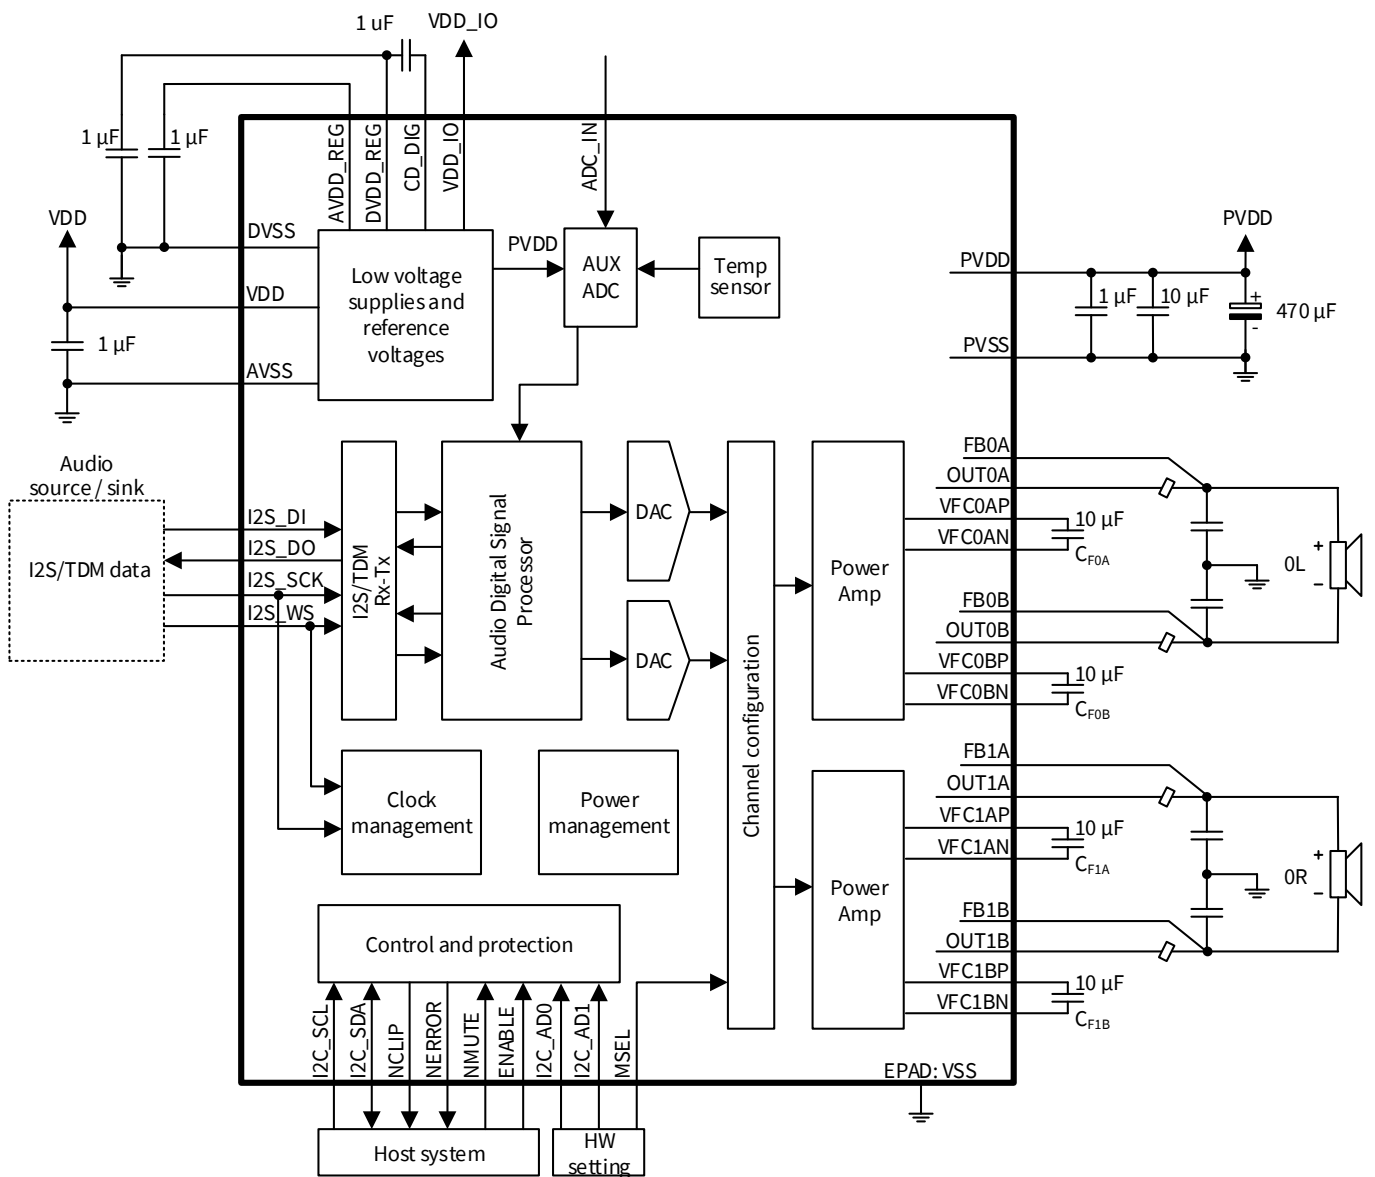 1 uF
VDD_IO
1 µF
1 µF
AVDD_REG
DVDD_REG
CD_DIG
VDD_IO
ADC_IN
VDD
DVSS
VDD
1 µF
AVSS
Low voltage
supplies and
reference
voltages
PVDD
AUX
ADC
Temp
sensor
PVDD
PVDD
1 µF
10 µF
+
-
470 µF
PVSS
Audio
source / sink
I2S/TDM data
I2S_DI
I2S_DO
I2S_SCK
I2S_WS
I2S/TDM
Rx-Tx
Audio Digital Signal
Processor
DAC
DAC
Channel configuration
Power
Amp
FB0A
OUT0A
VFC0AP
VFC0AN
10 µF
CF0A
FB0B
OUT0B
VFC0BP
VFC0BN
10 µF
CF0B
0L
+
−
Clock
management
Power
management
Power
Amp
FB1A
OUT1A
VFC1AP
VFC1AN
10 µF
CF1A
FB1B
OUT1B
VFC1BP
VFC1BN
10 µF
CF1B
0R
+
−
Control and protection
I2C_SCL
I2C_SDA
NCLIP
NERROR
NMUTE
ENABLE
I2C_AD0
I2C_AD1
MSEL
EPAD: VSS
Host system
HW
setting